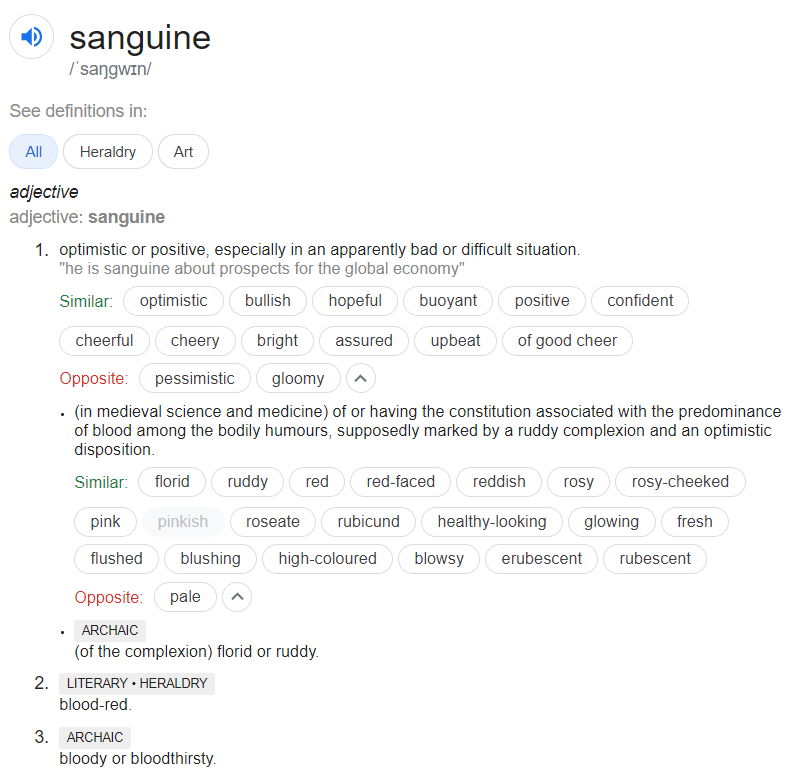 sanguine
/ˈsaŋɡwɪn/
See definitions in:
All Heraldry Art
adjective
adjective: sanguine
1. optimistic or positive, especially in an apparently bad or difficult situation.
"he is sanguine about prospects for the global economy"
Similar: optimistic bullish hopeful buoyant positive confident
cheerful cheery bright assured upbeat of good cheer
Opposite: pessimistic gloomy
• (in medieval science and medicine) of or having the constitution associated with the predominance
of blood among the bodily humours, supposedly marked by a ruddy complexion and an optimistic
disposition.
Similar: florid ruddy red red-faced reddish rosy rosy-cheeked
pink pinkish roseate rubicund healthy-looking glowing fresh
flushed blushing high-coloured blowsy erubescent rubescent
Opposite: pale
• ARCHAIC
(of the complexion) florid or ruddy.
2. LITERARY • HERALDRY
blood-red.
3. ARCHAIC
bloody or bloodthirsty.